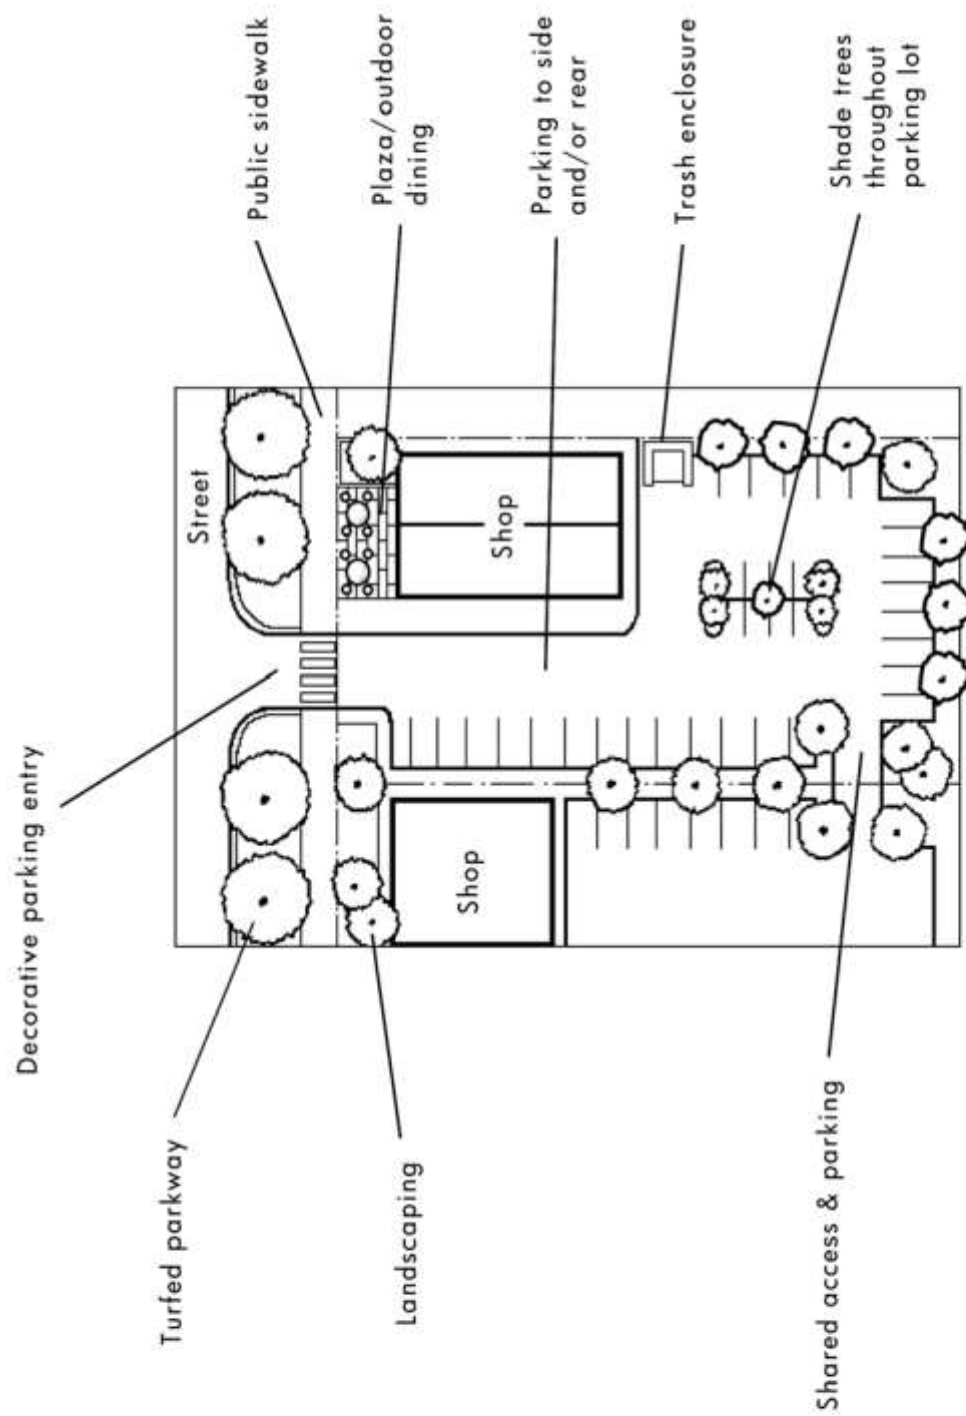 Decorative parking entry
Turfed parkway
Landscaping
Shared access & parking
Street
Shop
Shop
Public sidewalk
Plaza/outdoor
dining
Parking to side
and/or rear
Trash enclosure
Shade trees
throughout
parking lot